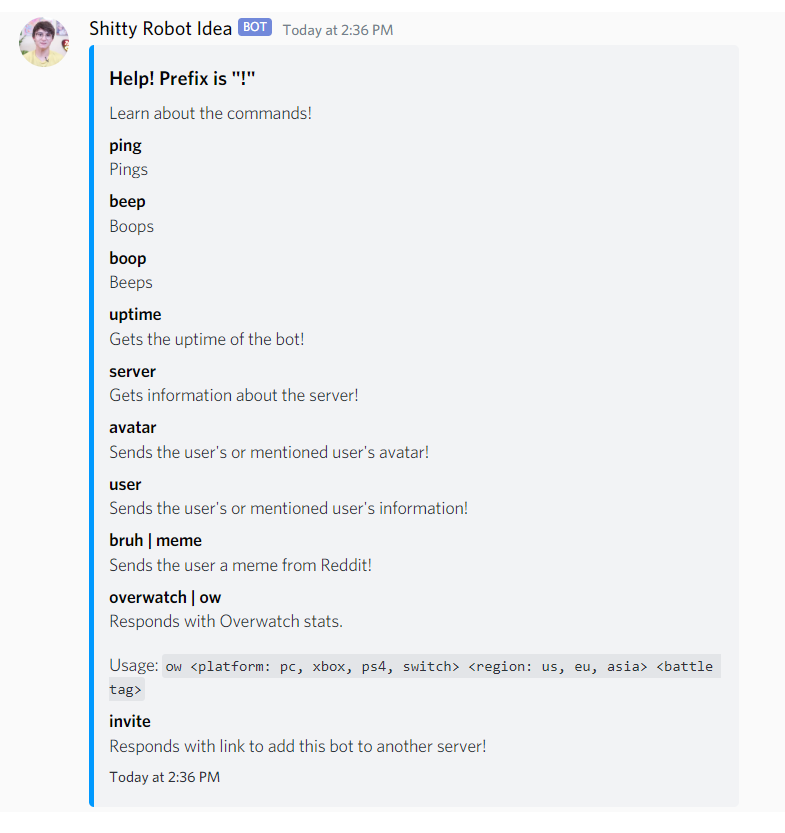 Shitty Robot Idea BOT Today at 2:36 PM
Help! Prefix is "!"
Learn about the commands!
ping
Pings
beep
Boops
boop
Beeps
uptime
Gets the uptime of the bot!
server
Gets information about the server!
avatar
Sends the user's or mentioned user's avatar!
user
Sends the user's or mentioned user's information!
bruh | meme
Sends the user a meme from Reddit!
overwatch | ow
Responds with Overwatch stats.
Usage: ow <platform: pc, xbox, ps4, switch> <region: us, eu, asia> <battle
tag>
invite
Responds with link to add this bot to another server!
Today at 2:36 PM